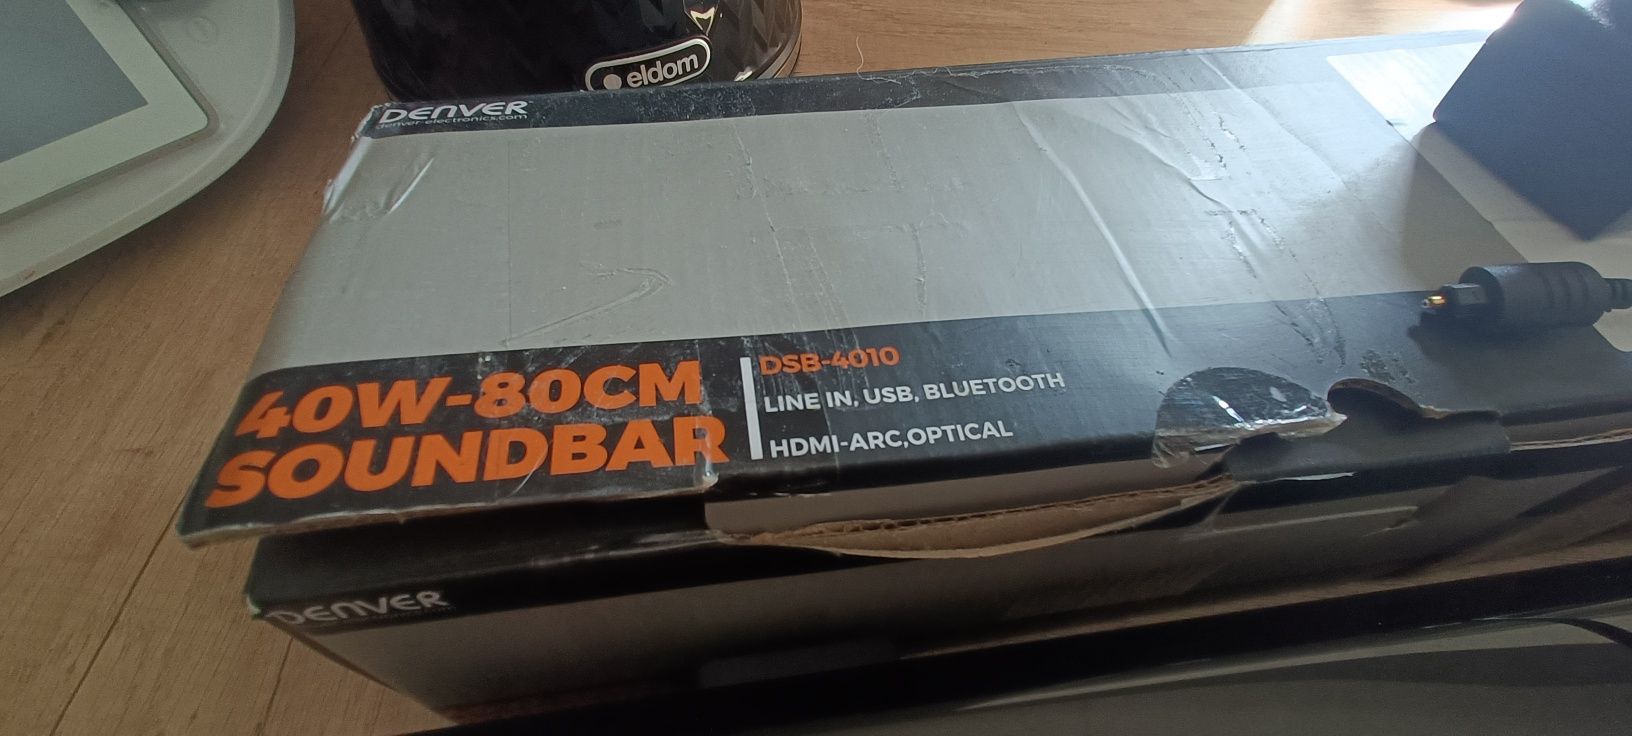 eldom
DENVER
denver-electronics.com
40W-80CM
SOUNDBAR
DSB-4010
LINE IN, USB, BLUETOOTH
HDMI-ARC,OPTICAL
DENVER